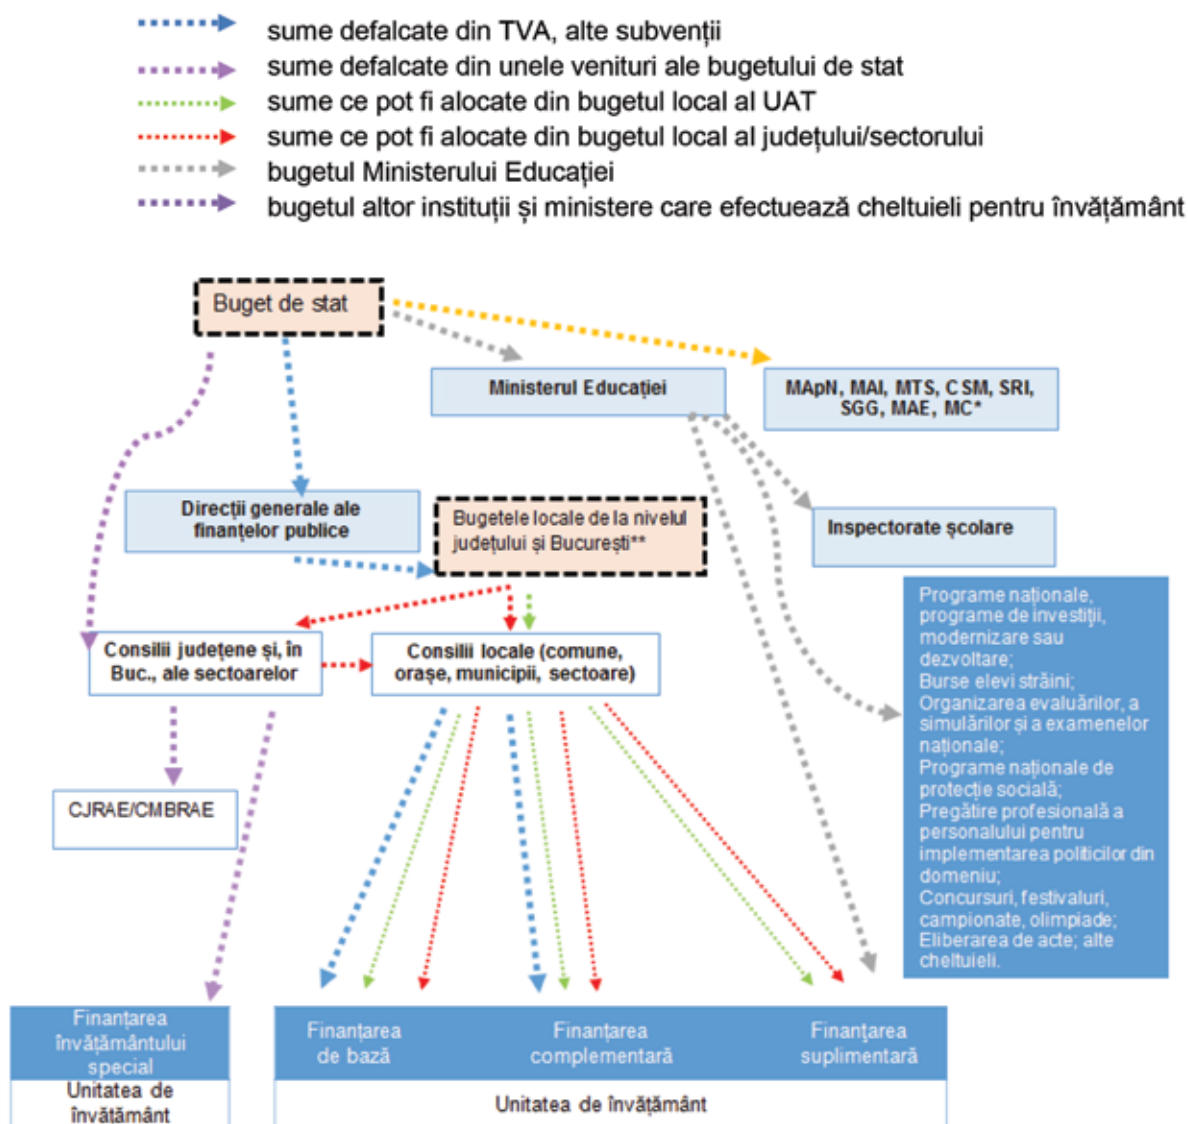 sume defalcate din TVA, alte subvenții
sume defalcate din unele venituri ale bugetului de stat
sume ce pot fi alocate din bugetul local al UAT
sume ce pot fi alocate din bugetul local al județului/sectorului
bugetul Ministerului Educației
bugetul altor instituții și ministere care efectuează cheltuieli pentru învățământ
Buget de stat
Ministerul Educației
MApN, MAI, MTS, CSM, SRI,
SGG, MAE, MC*
Direcții generale ale
finanțelor publice
Bugetele locale de la nivelul
județului și București**
Inspectorate școlare
Programe naționale,
programe de investiții,
modernizare sau
dezvoltare;
Burse elevi străini;
Organizarea evaluărilor, a
simulărilor și a examenelor
naționale;
Programe naționale de
protecție socială;
Pregătire profesională a
personalului pentru
implementarea politicilor din
domeniu;
Concursuri, festivaluri,
campionate, olimpiade;
Eliberarea de acte; alte
cheltuieli.
Consilii județene și, în
Buc., ale sectoarelor
Consilii locale (comune,
orașe, municipii, sectoare)
CJRAE/CMBRAE
Finanțarea
învățământului
special
Unitatea de
învățământ
Finanțarea
de bază
Finanțarea
complementară
Finanțarea
suplimentară
Unitatea de învățământ